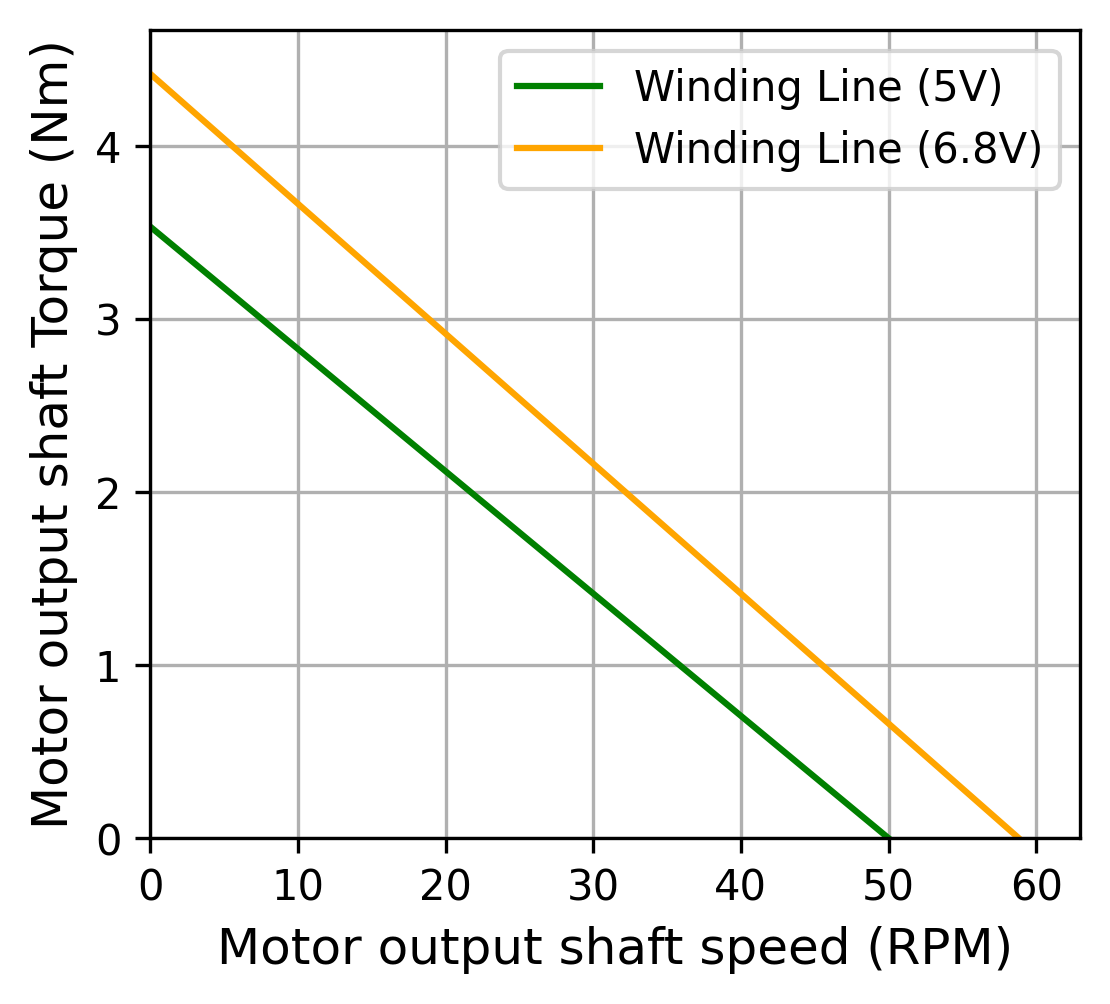 Motor output shaft Torque (Nm)
4
3
2
1
0
Winding Line (5V)
Winding Line (6.8V)
0 10 20 30 40 50 60
Motor output shaft speed (RPM)